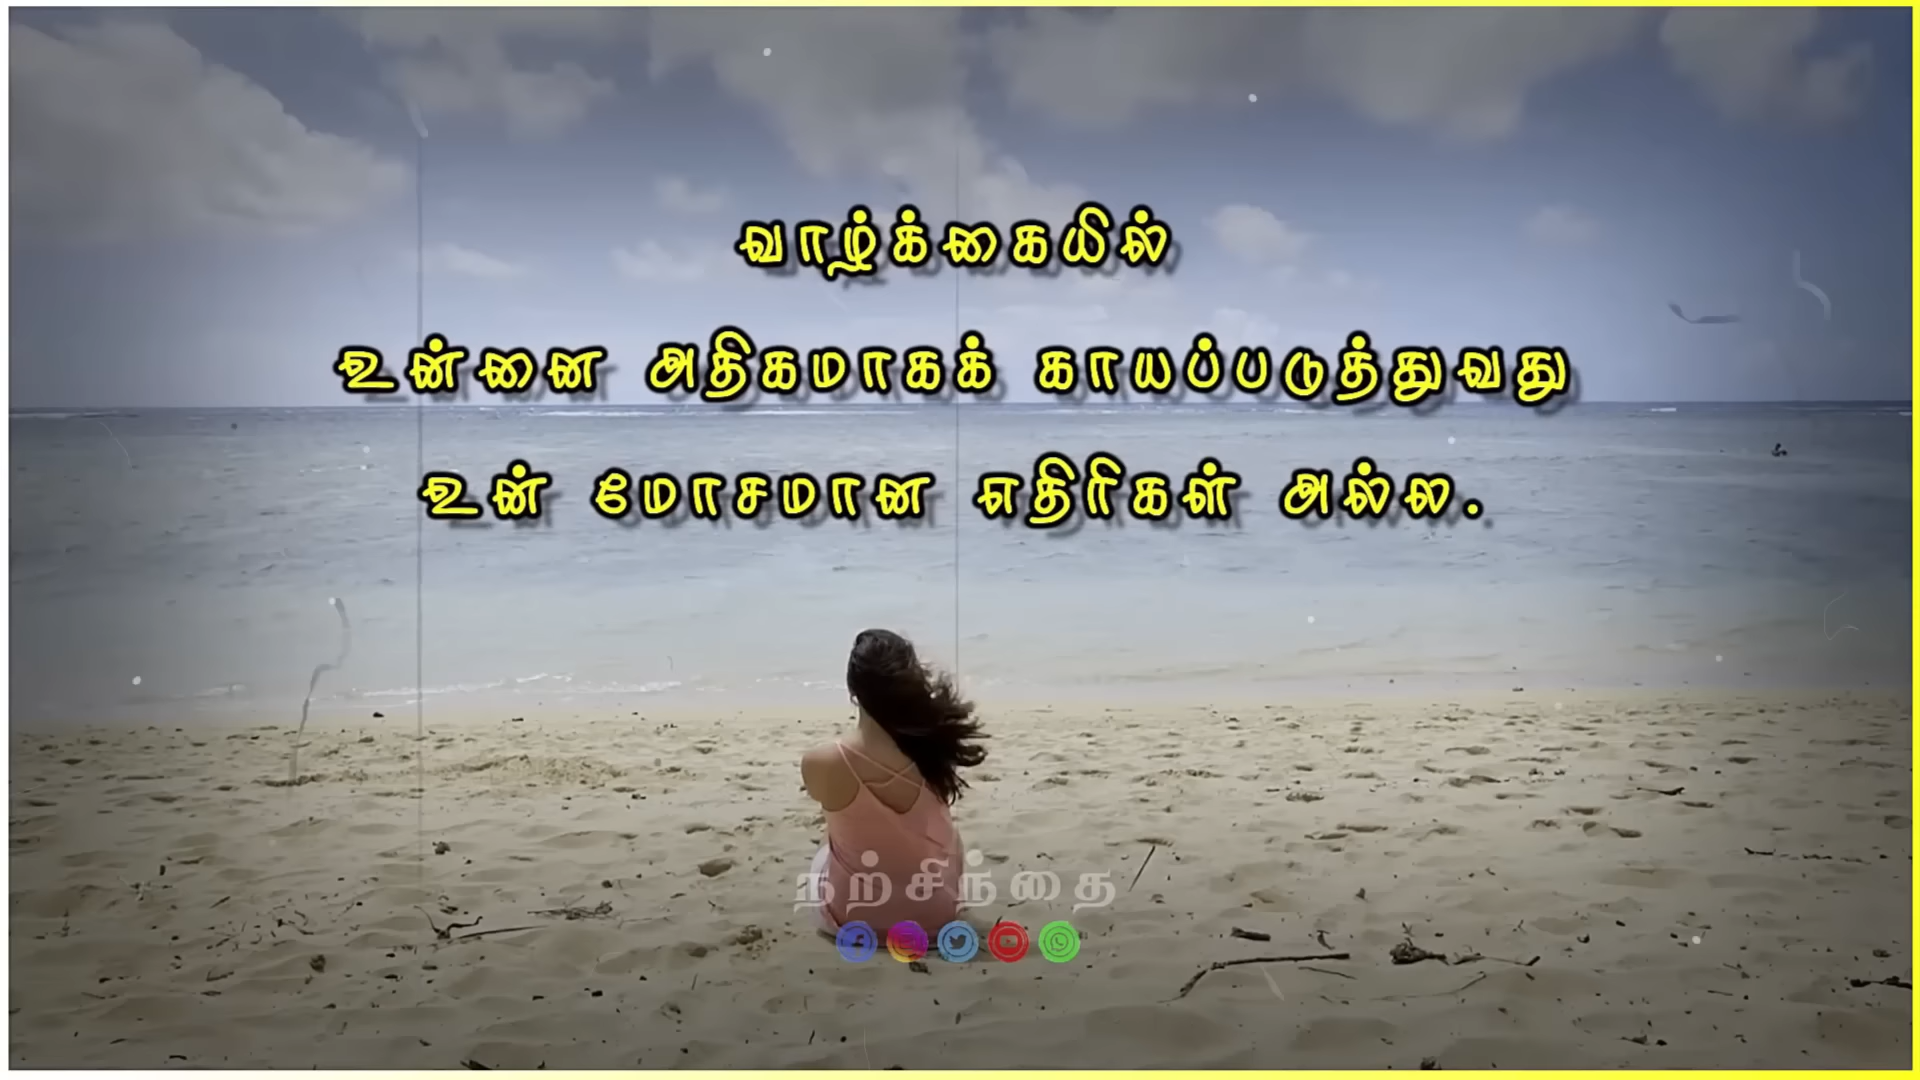 வாழ்க்கையில்
உன்னை அதிகமாகக் காயப்படுத்துவது
உன் மோசமான எதிரிகள் அல்ல.
நற்சிந்தை